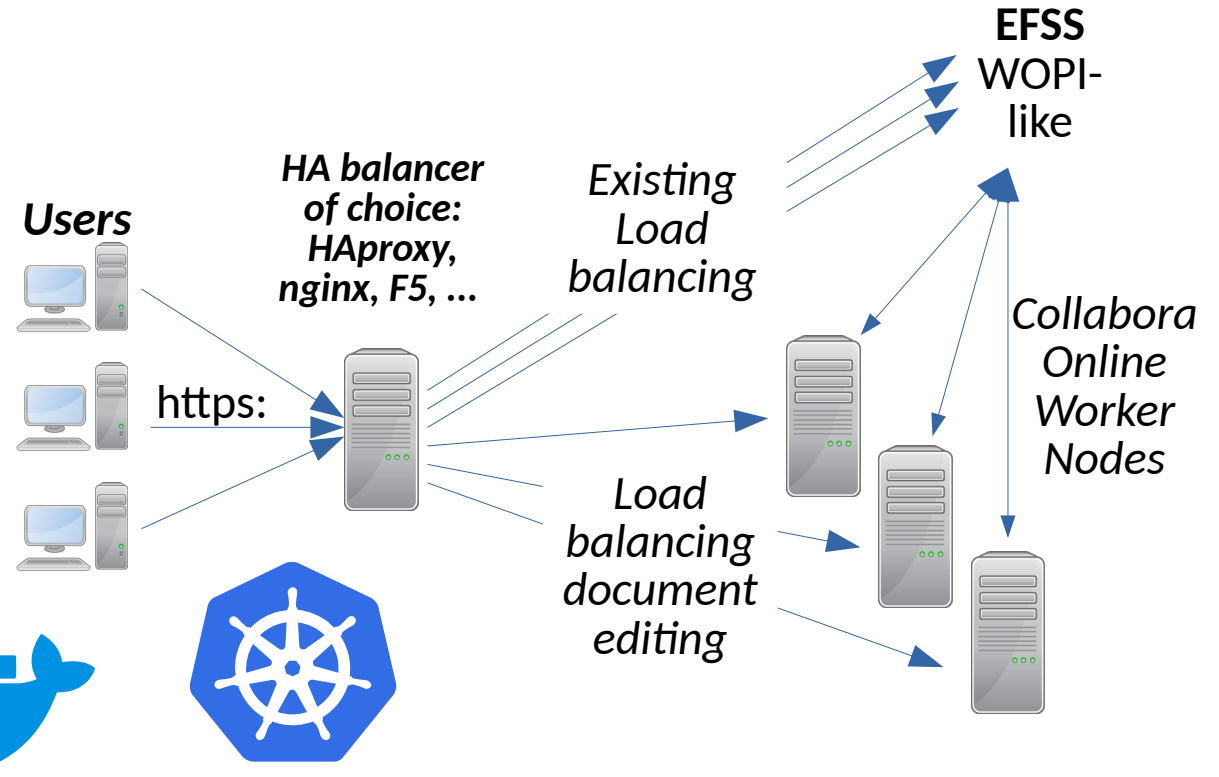 EFSS
WOPI-
like
HA balancer
of choice:
HAproxy,
nginx, F5, ...
Existing
Load
balancing
Users
https:
Collabora
Online
Worker
Nodes
Load
balancing
document
editing